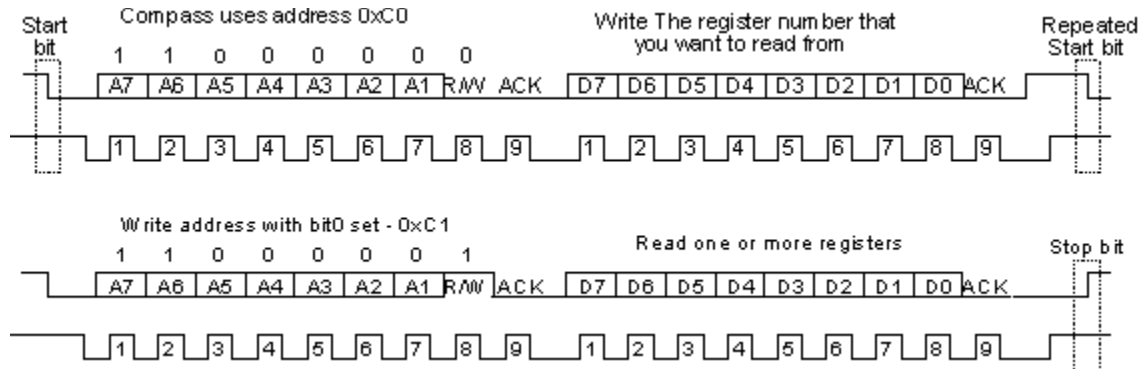 Compass uses address 0xC0
Write The register number that
you want to read from
Start
bit
Repeated
Start bit
1 1 0 0 0 0 0 0
A7 A6 A5 A4 A3 A2 A1 R/W ACK D7 D6 D5 D4 D3 D2 D1 D0 ACK
1 2 3 4 5 6 7 8 9 1 2 3 4 5 6 7 8 9
Write address with bit0 set - 0xC1
Read one or more registers
Stop bit
1 1 0 0 0 0 0 1
A7 A6 A5 A4 A3 A2 A1 R/W ACK D7 D6 D5 D4 D3 D2 D1 D0 ACK
1 2 3 4 5 6 7 8 9 1 2 3 4 5 6 7 8 9